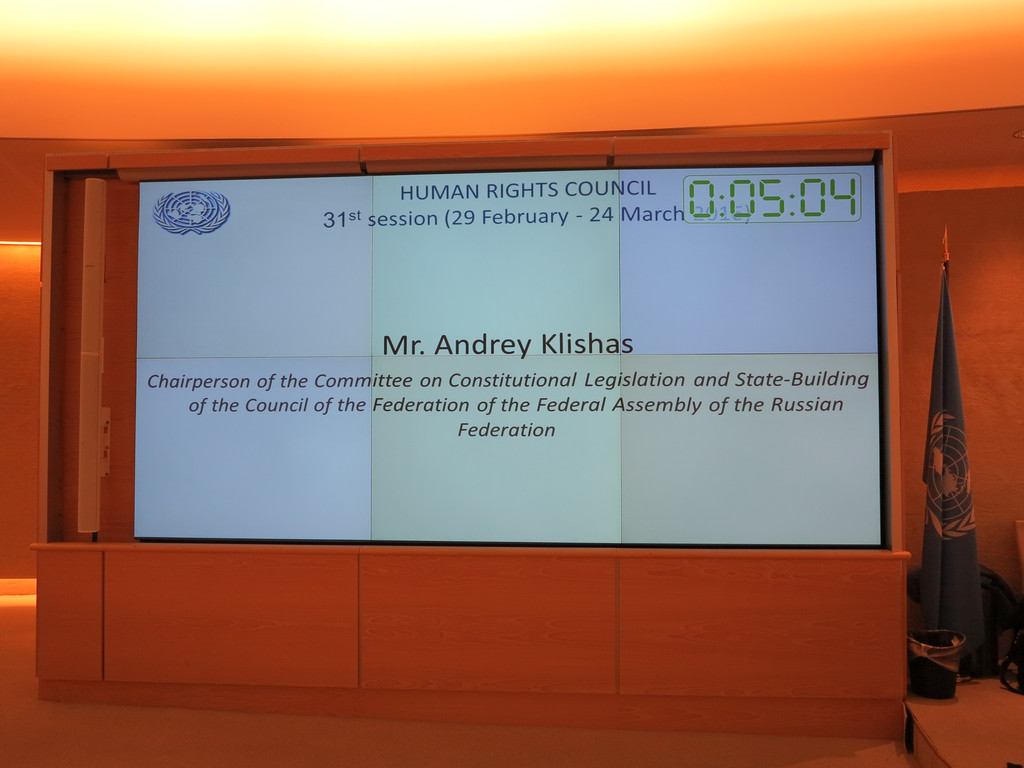 HUMAN RIGHTS COUNCIL
31st session (29 February - 24 March 2016)
0:05:04
Mr. Andrey Klishas
Chairperson of the Committee on Constitutional Legislation and State-Building
of the Council of the Federation of the Federal Assembly of the Russian
Federation